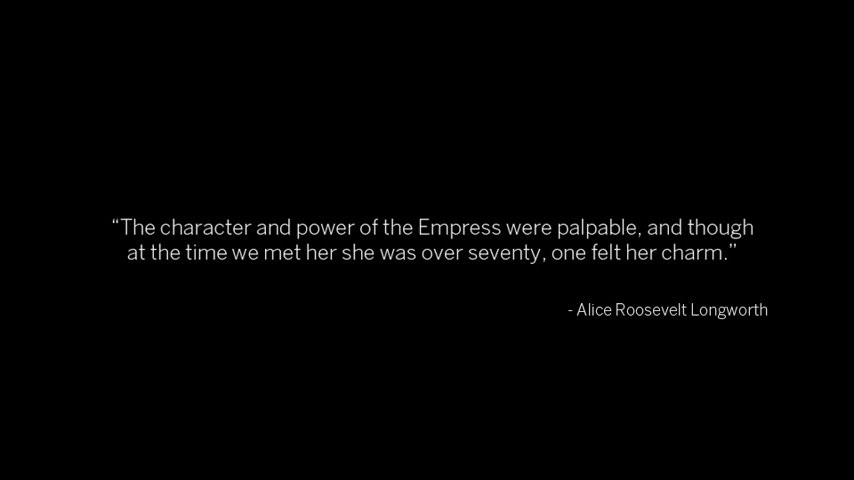 “The character and power of the Empress were palpable, and though
at the time we met her she was over seventy, one felt her charm.”
- Alice Roosevelt Longworth